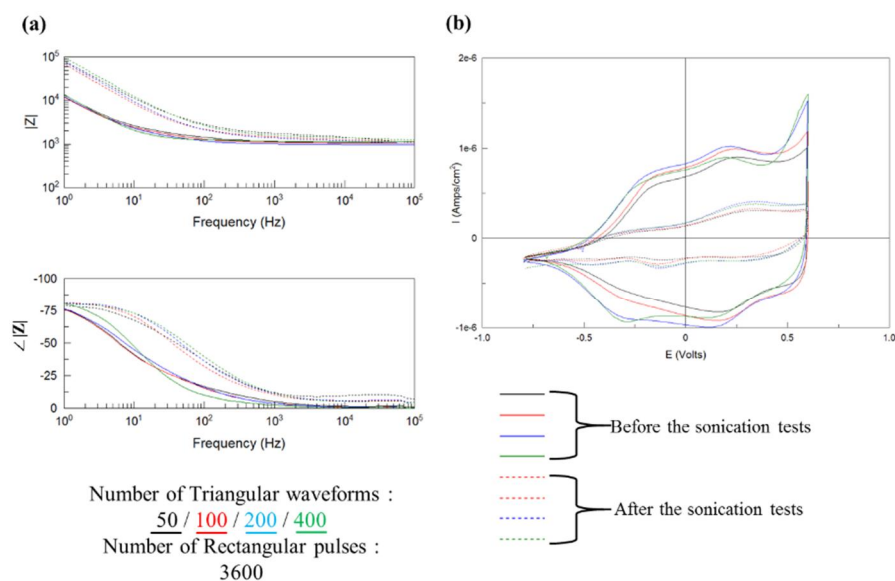 (a)
10^5
10^4
10^3
10^2
|Z|
10^0 10^1 10^2 10^3 10^4 10^5
Frequency (Hz)
-100
-75
-50
-25
0
∠|Z|
10^0 10^1 10^2 10^3 10^4 10^5
Frequency (Hz)
Number of Triangular waveforms :
50 / 100 / 200 / 400
Number of Rectangular pulses :
3600
(b)
2e-6
1e-6
0
-1e-6
I (Amps/cm²)
-1.0 -0.5 0 0.5 1.0
E (Volts)
Before the sonication tests
After the sonication tests